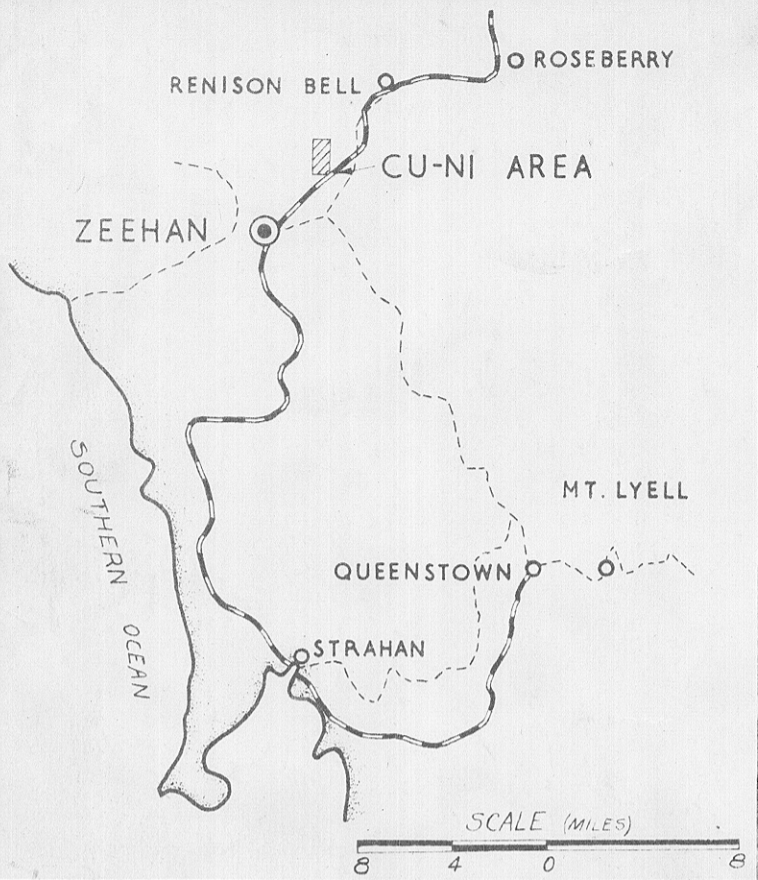 ROSEBERRY
RENISON BELL
CU-NI AREA
ZEEHAN
SOUTHERN OCEAN
MT. LYELL
QUEENSTOWN
STRAHAN
SCALE (MILES)
8 4 0 8